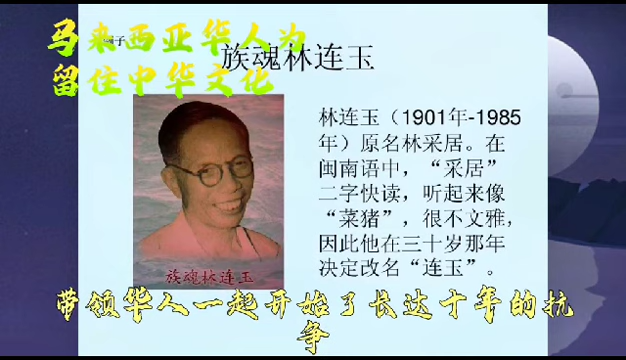 马来西亚华人为
留住中华文化
族魂林连玉
林连玉（1901年-1985
年）原名林采居。在
闽南语中，“采居”
二字快读，听起来像
“菜猪”，很不文雅，
因此他在三十岁那年
决定改名“连玉”。
族魂林连玉
带领华人一起开始了长达十年的抗
争